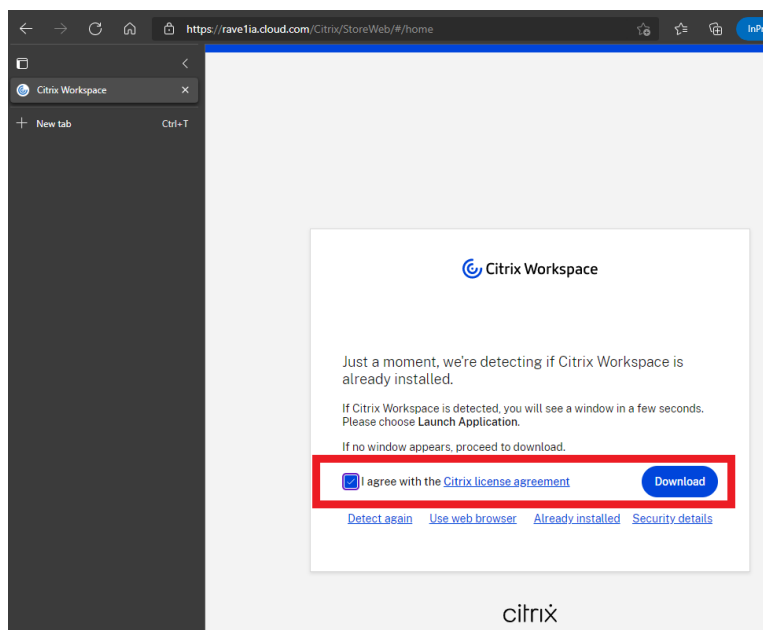 https://rave1ia.cloud.com/Citrix/StoreWeb/#/home
InPr
Citrix Workspace
New tab Ctrl+T
Citrix Workspace
Just a moment, we're detecting if Citrix Workspace is
already installed.
If Citrix Workspace is detected, you will see a window in a few seconds.
Please choose Launch Application.
If no window appears, proceed to download.
I agree with the Citrix license agreement Download
Detect again Use web browser Already installed Security details
citrix